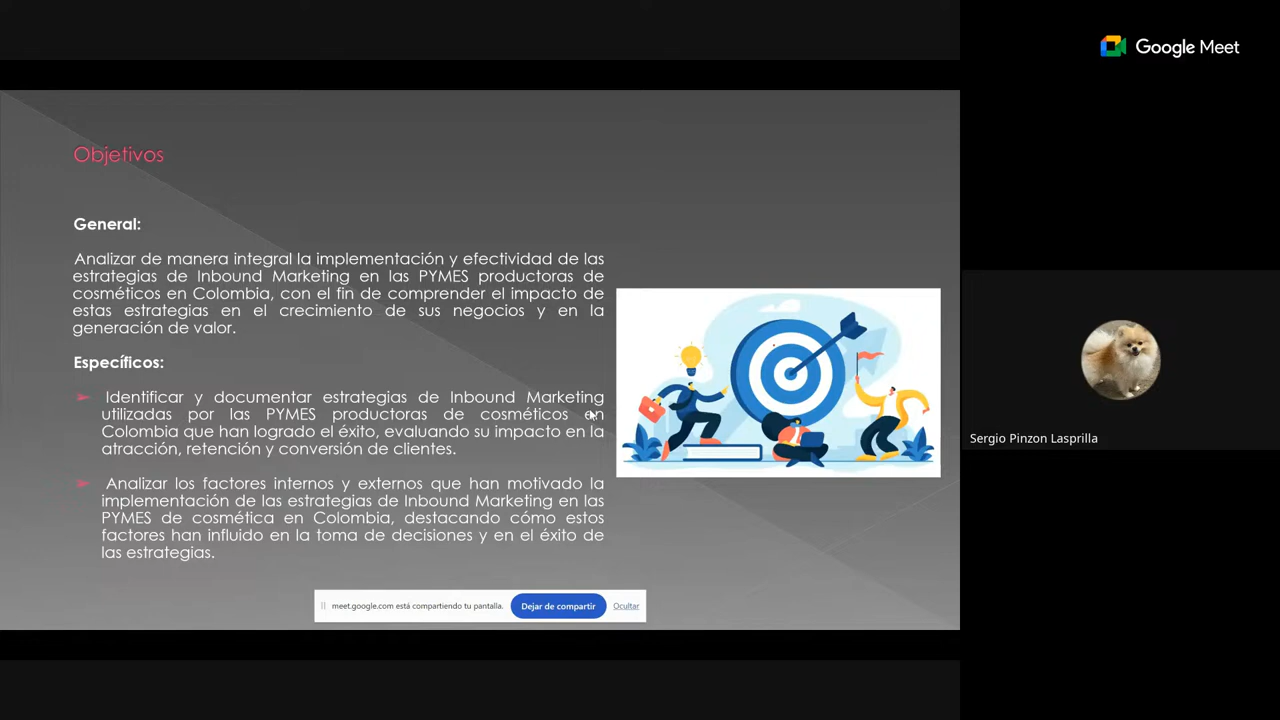 Google Meet
Objetivos
General:
Analizar de manera integral la implementación y efectividad de las
estrategias de Inbound Marketing en las PYMES productoras de
cosméticos en Colombia, con el fin de comprender el impacto de
estas estrategias en el crecimiento de sus negocios y en la
generación de valor.
Específicos:
➢ Identificar y documentar estrategias de Inbound Marketing
utilizadas por las PYMES productoras de cosméticos en
Colombia que han logrado el éxito, evaluando su impacto en la
atracción, retención y conversión de clientes.
➢ Analizar los factores internos y externos que han motivado la
implementación de las estrategias de Inbound Marketing en las
PYMES de cosmética en Colombia, destacando cómo estos
factores han influido en la toma de decisiones y en el éxito de
las estrategias.
meet.google.com está compartiendo tu pantalla. Dejar de compartir Ocultar
Sergio Pinzon Lasprilla